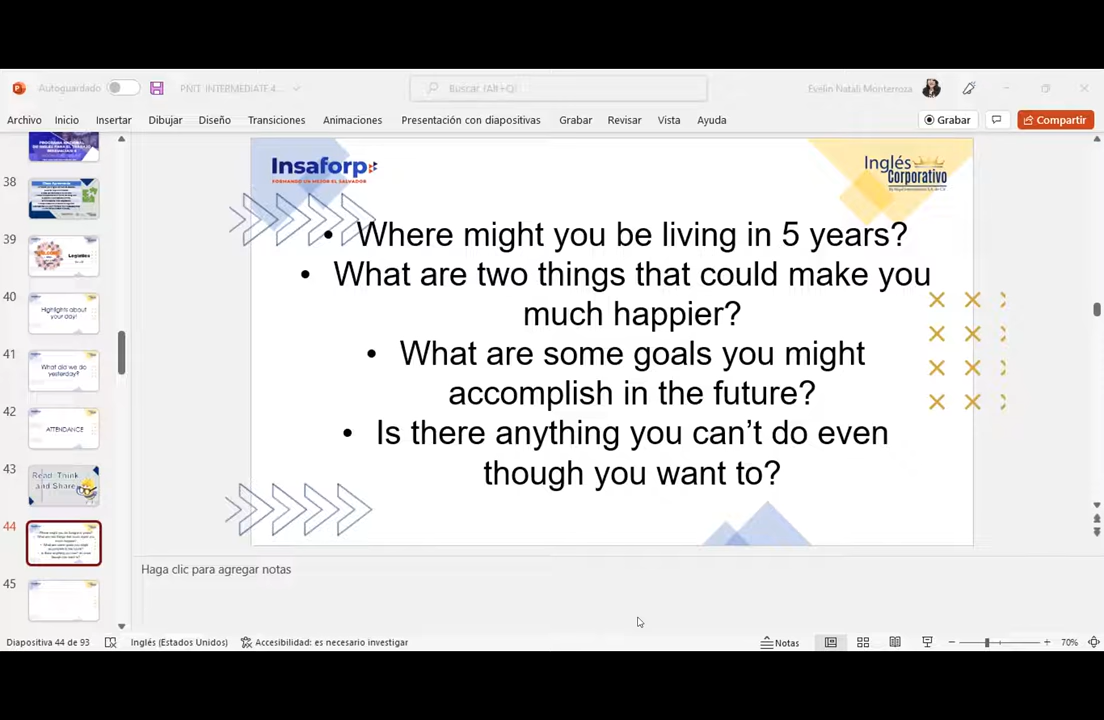 Autoguardado
PNIT_INTERMEDIATE 4...
Buscar (Alt+Q)
Evelin Natali Monterroza
Archivo Inicio Insertar Dibujar Diseño Transiciones Animaciones Presentación con diapositivas Grabar Revisar Vista Ayuda
Grabar
Compartir
38
39
Logistics
40
Highlights about
your day!
41
What did we do
yesterday?
42
ATTENDANCE
43
Read, Think
and Share
44
45
Insaforp
FORMANDO UN MEJOR EL SALVADOR
Inglés
Corporativo
• Where might you be living in 5 years?
• What are two things that could make you
much happier?
• What are some goals you might
accomplish in the future?
• Is there anything you can’t do even
though you want to?
Haga clic para agregar notas
Diapositiva 44 de 93
Inglés (Estados Unidos)
Accesibilidad: es necesario investigar
Notas
70%